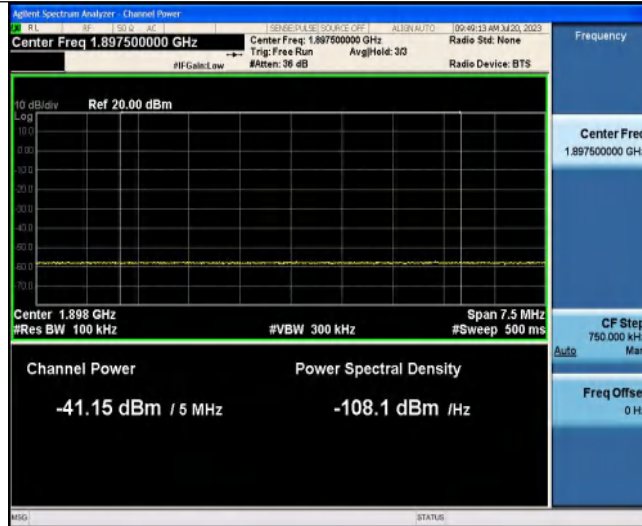 Agilent Spectrum Analyzer - Channel Power
RL RF 50 Ω AC SENSE:PULSE SOURCE OFF ALIGN AUTO 09:49:13 AM Jul 20, 2023
Center Freq 1.897500000 GHz
Center Freq: 1.897500000 GHz
Radio Std: None
Trig: Free Run Avg|Hold: 3/3
#IFGain:Low #Atten: 36 dB Radio Device: BTS
10 dB/div Ref 20.00 dBm
Log
10.0
0.00
-10.0
-20.0
-30.0
-40.0
-50.0
-60.0
-70.0
Center 1.898 GHz Span 7.5 MHz
#Res BW 100 kHz #VBW 300 kHz #Sweep 500 ms
Channel Power Power Spectral Density
-41.15 dBm / 5 MHz -108.1 dBm /Hz
MSG STATUS
Frequency
Center Freq
1.897500000 GHz
CF Step
750.000 kHz
Auto Man
Freq Offset
0 Hz